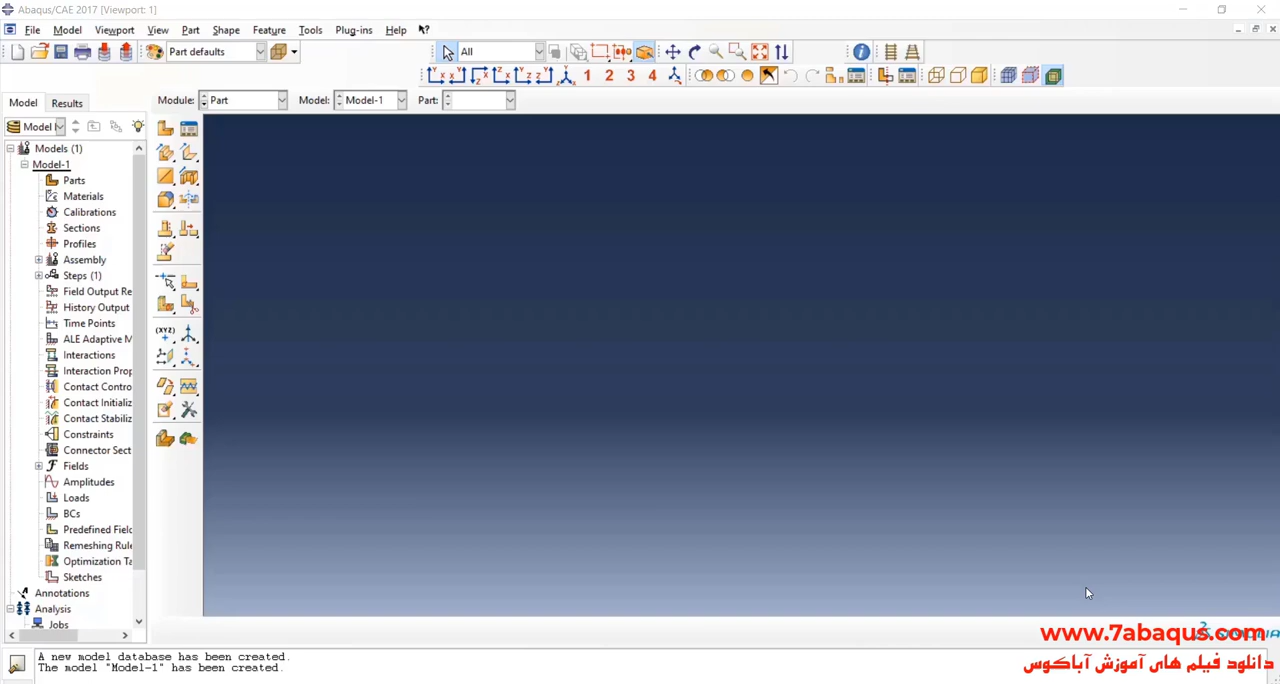 Abaqus/CAE 2017 [Viewport: 1]
File Model Viewport View Part Shape Feature Tools Plug-ins Help
Part defaults All
1 2 3 4
Model Results Module: Part Model: Model-1 Part:
Models (1)
Model-1
Parts
Materials
Calibrations
Sections
Profiles
Assembly
Steps (1)
Field Output Re
History Output
Time Points
ALE Adaptive M
Interactions
Interaction Prop
Contact Contro
Contact Initializ
Contact Stabiliz
Constraints
Connector Sect
Fields
Amplitudes
Loads
BCs
Predefined Field
Remeshing Rule
Optimization Ta
Sketches
Annotations
Analysis
Jobs
(XYZ)
www.7abaqus.com
دانلود فیلم های آموزش آباکوس
A new model database has been created.
The model "Model-1" has been created.